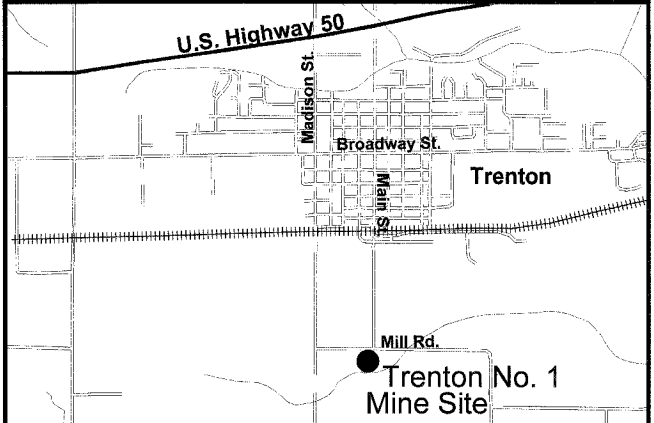 U.S. Highway 50
Madison St.
Broadway St.
Main St.
Trenton
Mill Rd.
Trenton No. 1
Mine Site